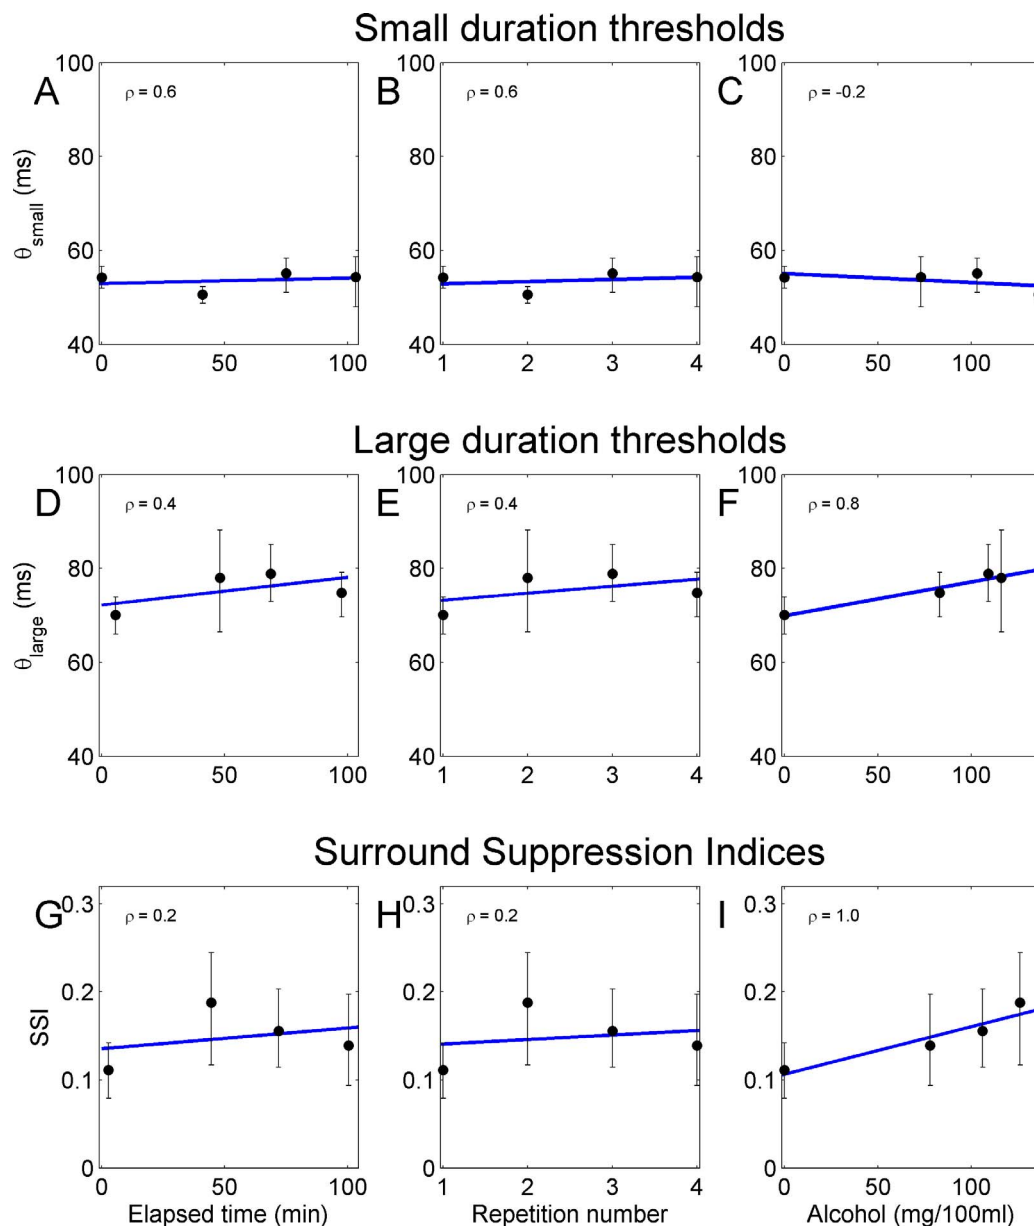 Small duration thresholds
A
ρ = 0.6
B
ρ = 0.6
C
ρ = -0.2
θsmall (ms)
100
80
60
40
0 50 100
100
80
60
40
1 2 3 4
100
80
60
40
0 50 100
Large duration thresholds
D
ρ = 0.4
E
ρ = 0.4
F
ρ = 0.8
θlarge (ms)
100
80
60
40
0 50 100
100
80
60
40
1 2 3 4
100
80
60
40
0 50 100
Surround Suppression Indices
G
ρ = 0.2
H
ρ = 0.2
I
ρ = 1.0
SSI
0.3
0.2
0.1
0
0 50 100
0.3
0.2
0.1
0
1 2 3 4
0.3
0.2
0.1
0
0 50 100
Elapsed time (min)
Repetition number
Alcohol (mg/100ml)